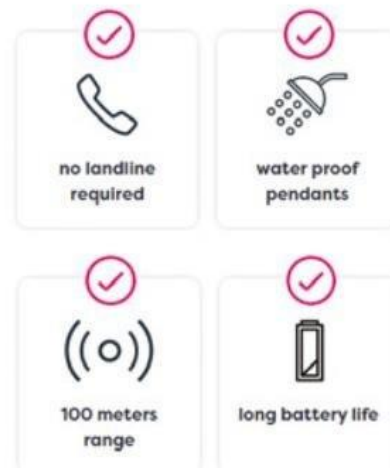 no landline
required
water proof
pendants
100 meters
range
long battery life